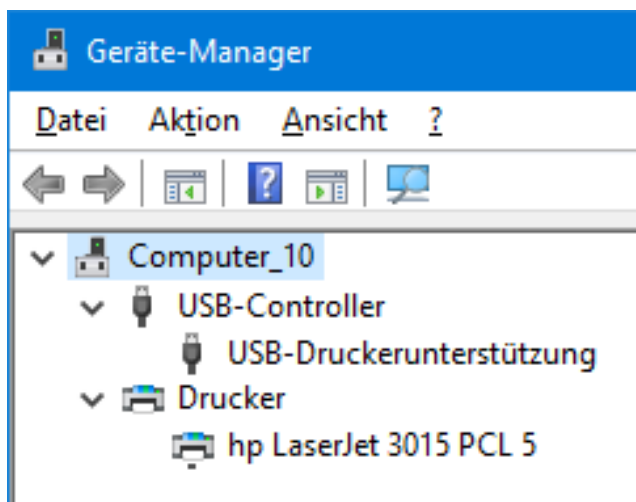 Geräte-Manager
Datei Aktion Ansicht ?
?
Computer_10
USB-Controller
USB-Druckerunterstützung
Drucker
hp LaserJet 3015 PCL 5